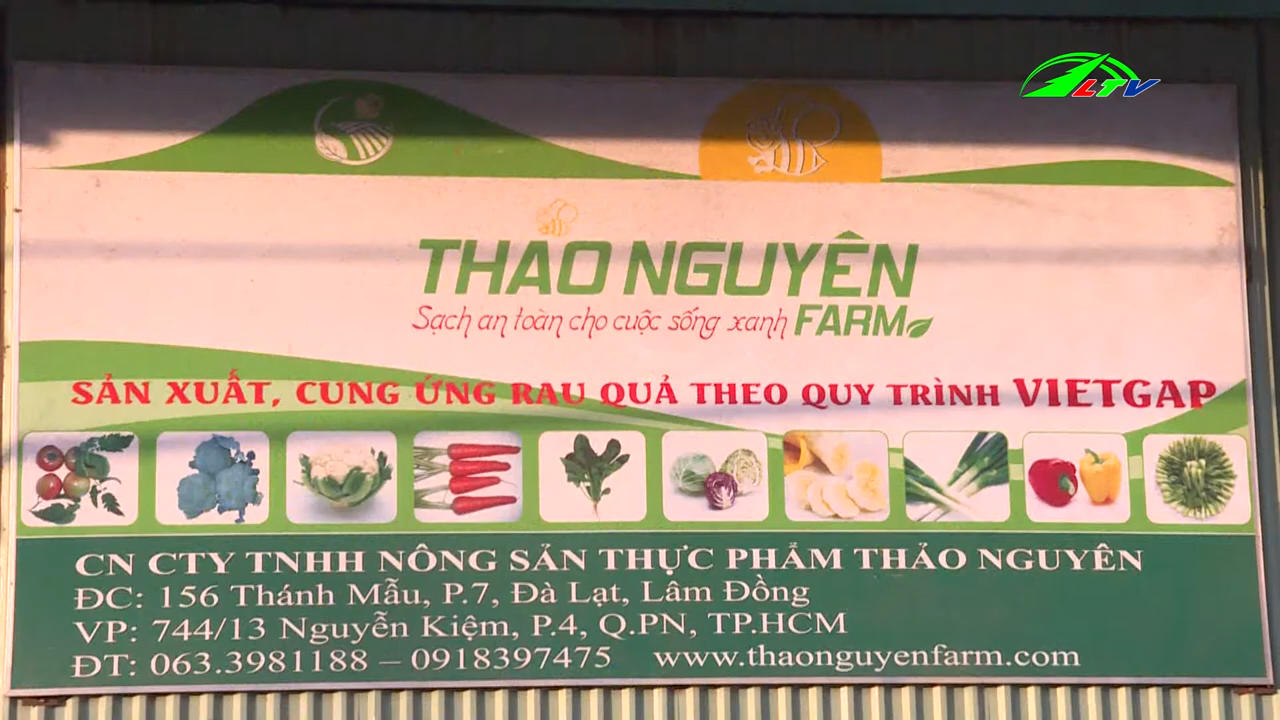 LTV
THẢO NGUYÊN
Sạch an toàn cho cuộc sống xanh FARM
SẢN XUẤT, CUNG ỨNG RAU QUẢ THEO QUY TRÌNH VIETGAP
CN CTY TNHH NÔNG SẢN THỰC PHẨM THẢO NGUYÊN
ĐC: 156 Thánh Mẫu, P.7, Đà Lạt, Lâm Đồng
VP: 744/13 Nguyễn Kiệm, P.4, Q.PN, TP.HCM
ĐT: 063.3981188 – 0918397475 www.thaonguyenfarm.com